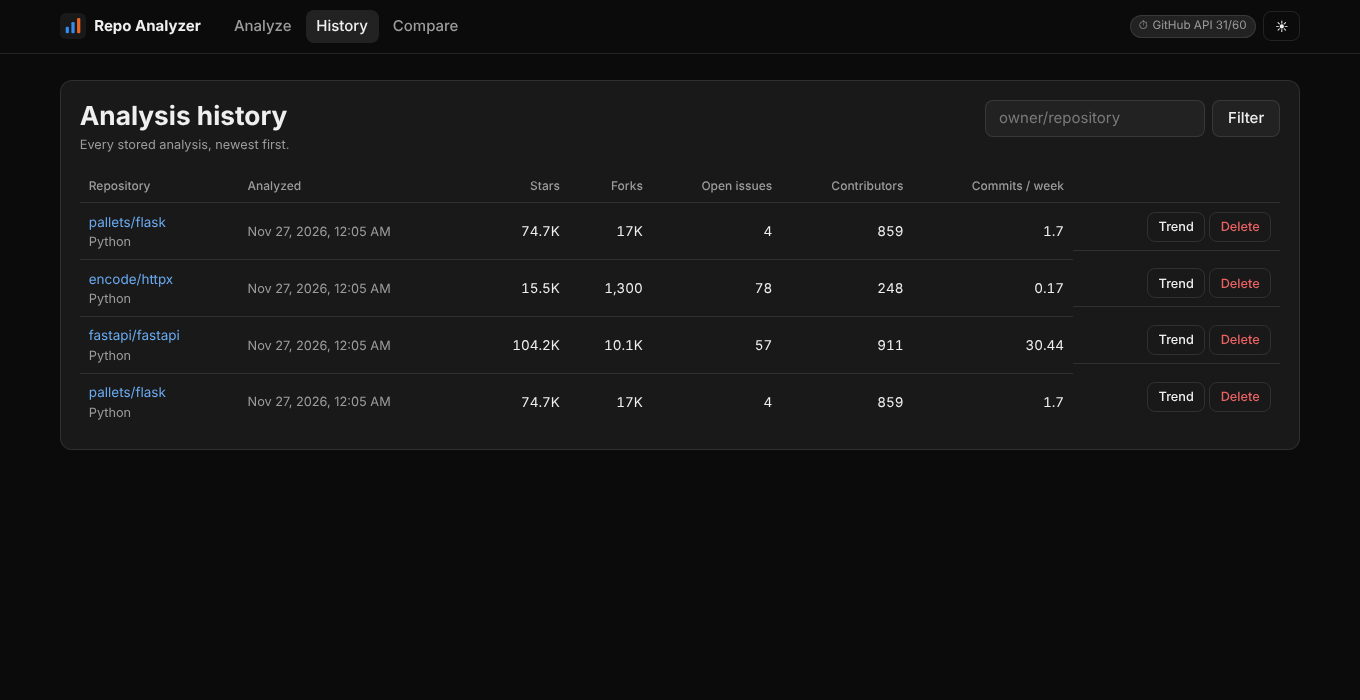 Repo Analyzer Analyze History Compare GitHub API 31/60
Analysis history
owner/repository Filter
Every stored analysis, newest first.
Repository Analyzed Stars Forks Open issues Contributors Commits / week
pallets/flask
Python Nov 27, 2026, 12:05 AM 74.7K 17K 4 859 1.7 Trend Delete
encode/httpx
Python Nov 27, 2026, 12:05 AM 15.5K 1,300 78 248 0.17 Trend Delete
fastapi/fastapi
Python Nov 27, 2026, 12:05 AM 104.2K 10.1K 57 911 30.44 Trend Delete
pallets/flask
Python Nov 27, 2026, 12:05 AM 74.7K 17K 4 859 1.7 Trend Delete